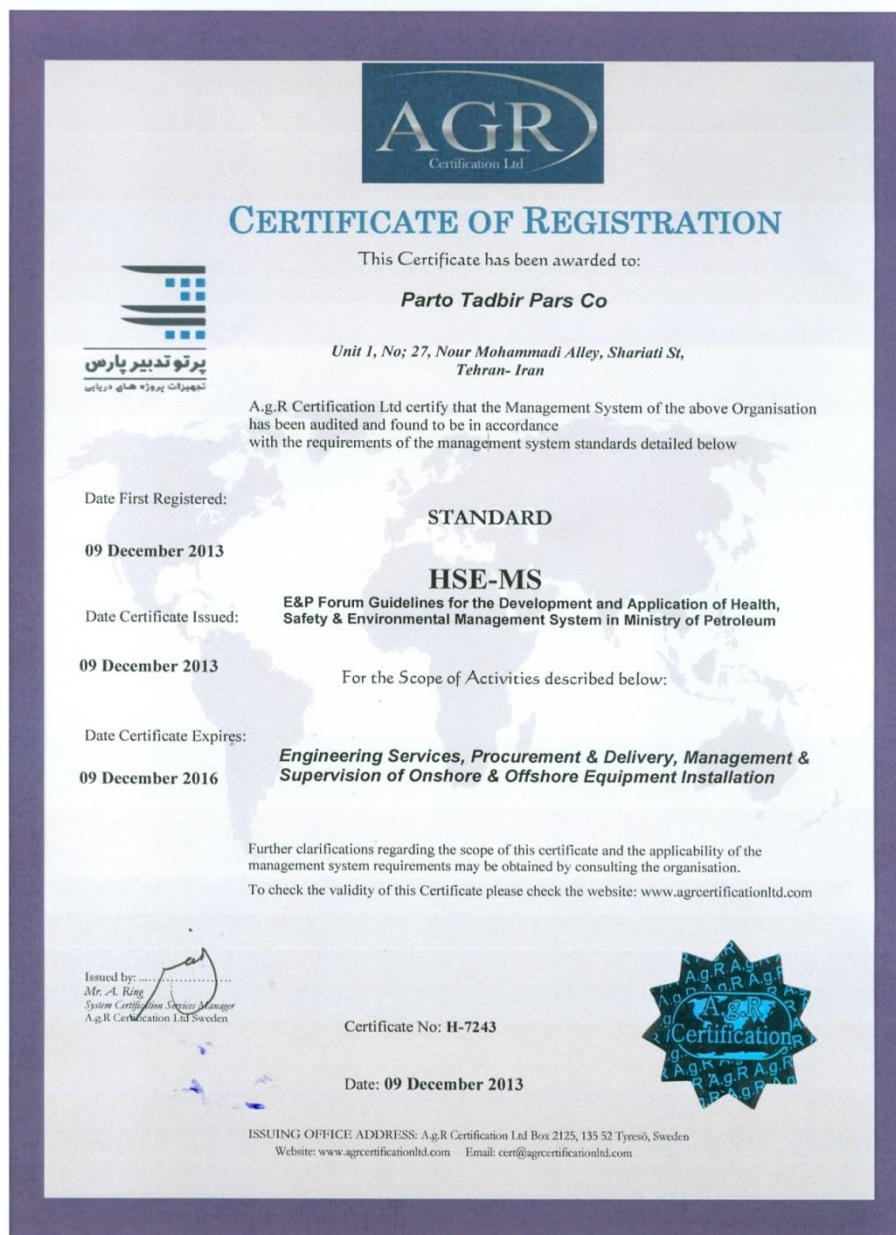 AGR
Certification Ltd
CERTIFICATE OF REGISTRATION
This Certificate has been awarded to:
Parto Tadbir Pars Co
پرتو تدبیر پارس
تجهیزات پروژه های دریایی
Unit 1, No; 27, Nour Mohammadi Alley, Shariati St,
Tehran- Iran
A.g.R Certification Ltd certify that the Management System of the above Organisation
has been audited and found to be in accordance
with the requirements of the management system standards detailed below
Date First Registered:
09 December 2013
STANDARD
HSE-MS
E&P Forum Guidelines for the Development and Application of Health,
Safety & Environmental Management System in Ministry of Petroleum
Date Certificate Issued:
09 December 2013
For the Scope of Activities described below:
Date Certificate Expires:
09 December 2016
Engineering Services, Procurement & Delivery, Management &
Supervision of Onshore & Offshore Equipment Installation
Further clarifications regarding the scope of this certificate and the applicability of the
management system requirements may be obtained by consulting the organisation.
To check the validity of this Certificate please check the website: www.agrcertificationltd.com
Issued by: ........................
Mr. A. Ring
System Certification Services Manager
A.g.R Certification Ltd Sweden
Certificate No: H-7243
Date: 09 December 2013
A.g.R
Certification
ISSUING OFFICE ADDRESS: A.g.R Certification Ltd Box 2125, 135 52 Tyresö, Sweden
Website: www.agrcertificationltd.com Email: cert@agrcertificationltd.com